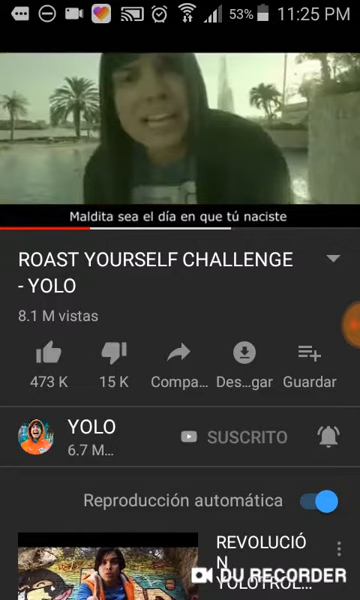 53% 11:25 PM
Maldita sea el día en que tú naciste
ROAST YOURSELF CHALLENGE
- YOLO
8.1 M vistas
473 K 15 K Compa... Des...gar Guardar
YOLO
SUSCRITO
6.7 M...
Reproducción automática
REVOLUCIÓ
N
YOLOTROL...
DU RECORDER